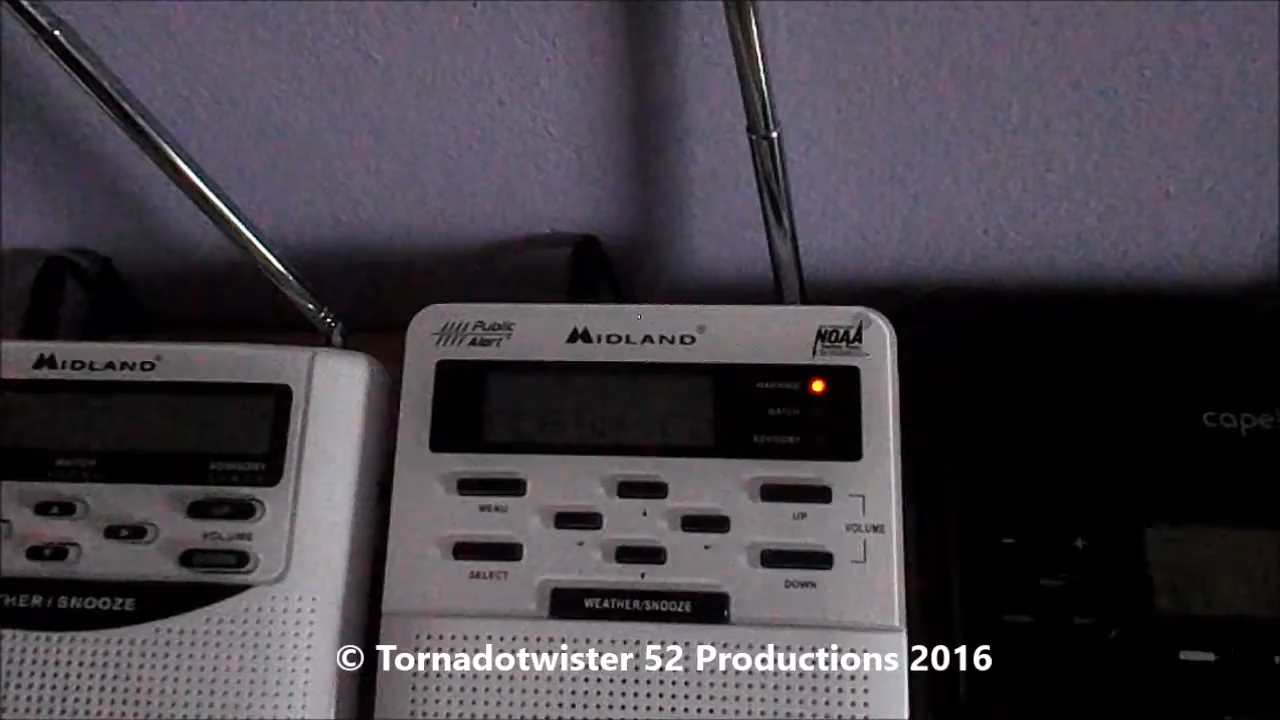 MIDLAND®
WATCH
ADVISORY
UP
VOLUME
THER / SNOOZE
Public
Alert
MIDLAND®
NOAA
WARNING
WATCH
ADVISORY
MENU
UP
VOLUME
SELECT
DOWN
WEATHER/SNOOZE
cape
- +
© Tornadotwister 52 Productions 2016